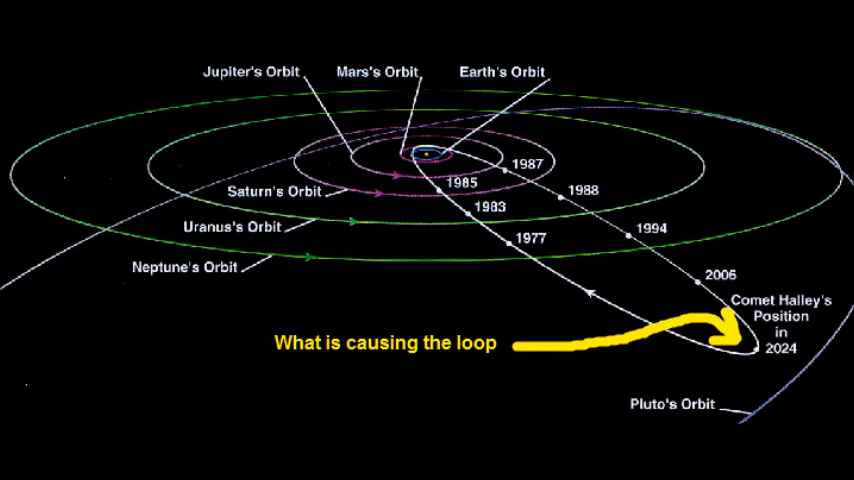 Jupiter's Orbit
Mars's Orbit
Earth's Orbit
1987
1985
1988
Saturn's Orbit
1983
Uranus's Orbit
1994
1977
Neptune's Orbit
2005
Comet Halley's
Position
in
2024
What is causing the loop
Pluto's Orbit